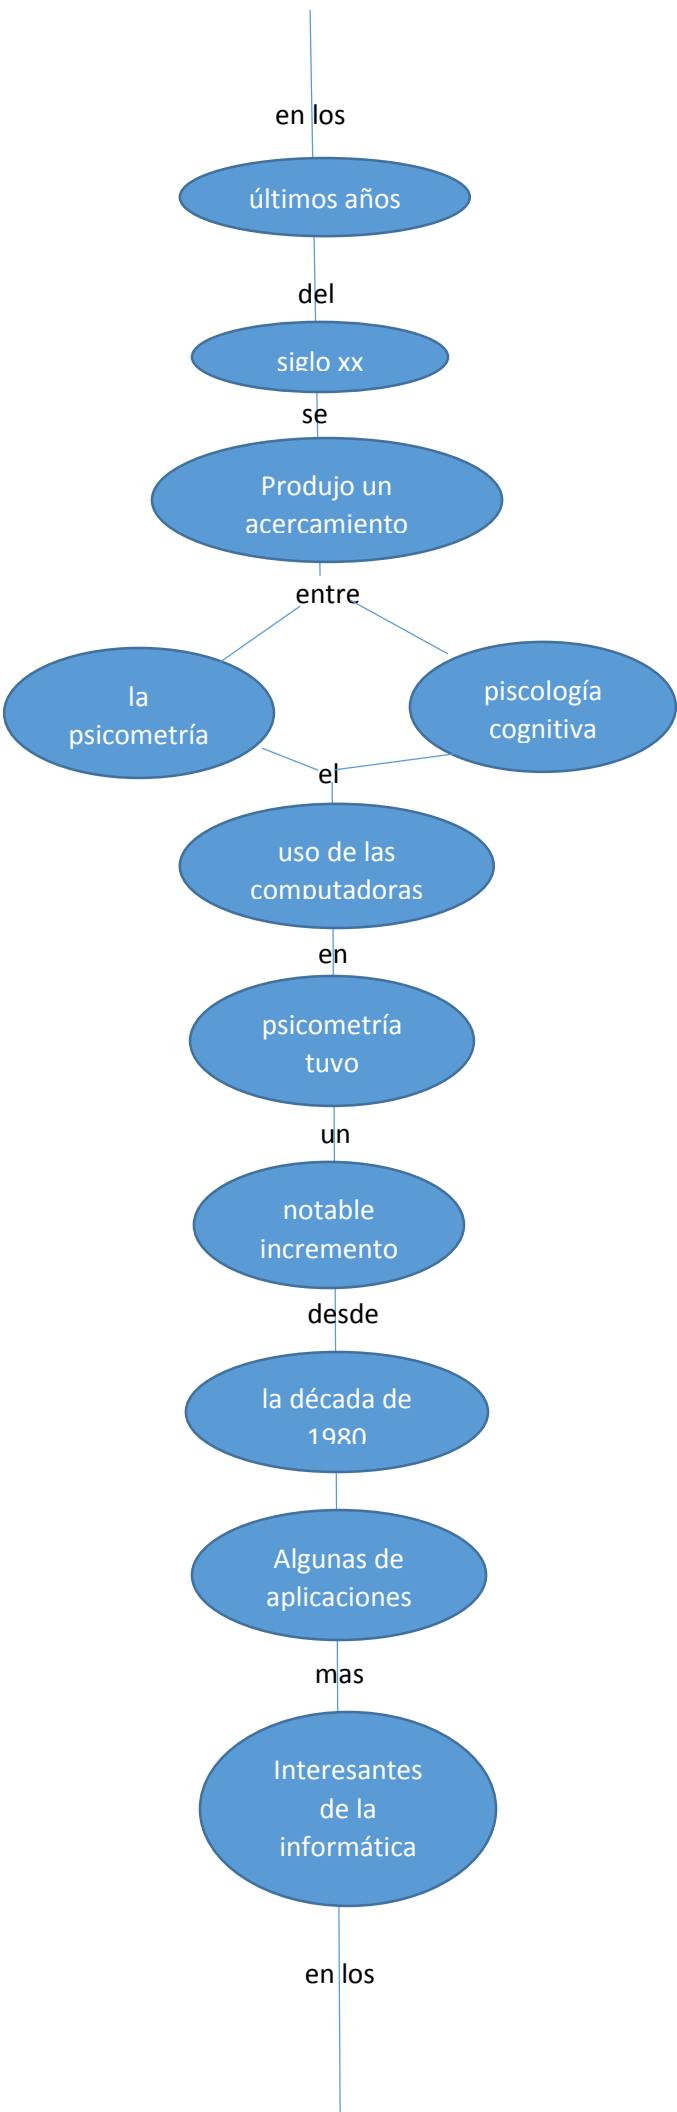 en los
últimos años
del
siglo xx
se
Produjo un
acercamiento
entre
la
psicometría
piscología
cognitiva
el
uso de las
computadoras
en
psicometría
tuvo
un
notable
incremento
desde
la década de
1980
Algunas de
aplicaciones
mas
Interesantes
de la
informática
en los